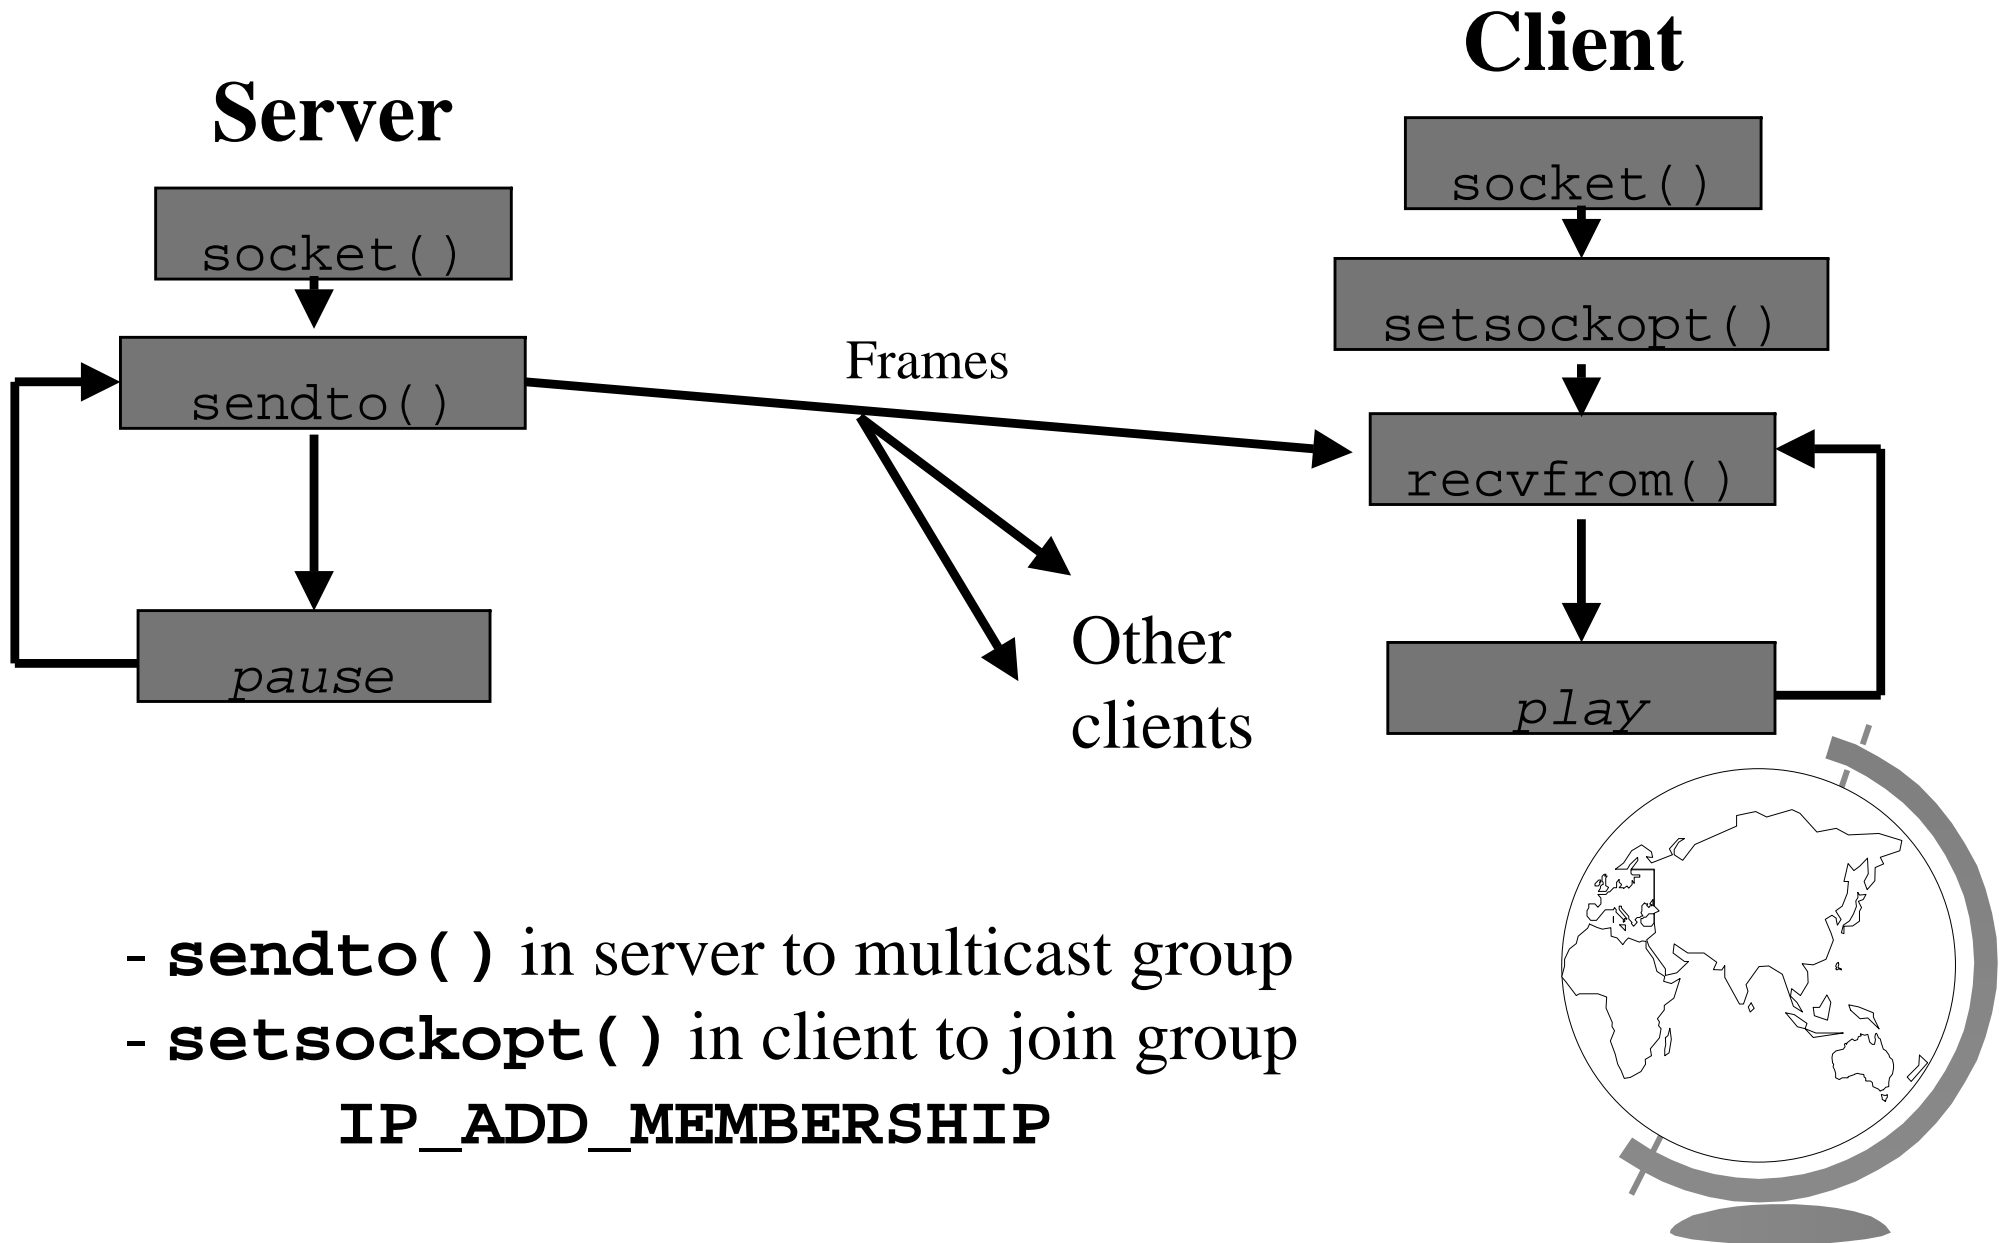 Server
socket()
sendto()
pause
Frames
Other
clients
Client
socket()
setsockopt()
recvfrom()
play
- sendto() in server to multicast group
- setsockopt() in client to join group
IP_ADD_MEMBERSHIP